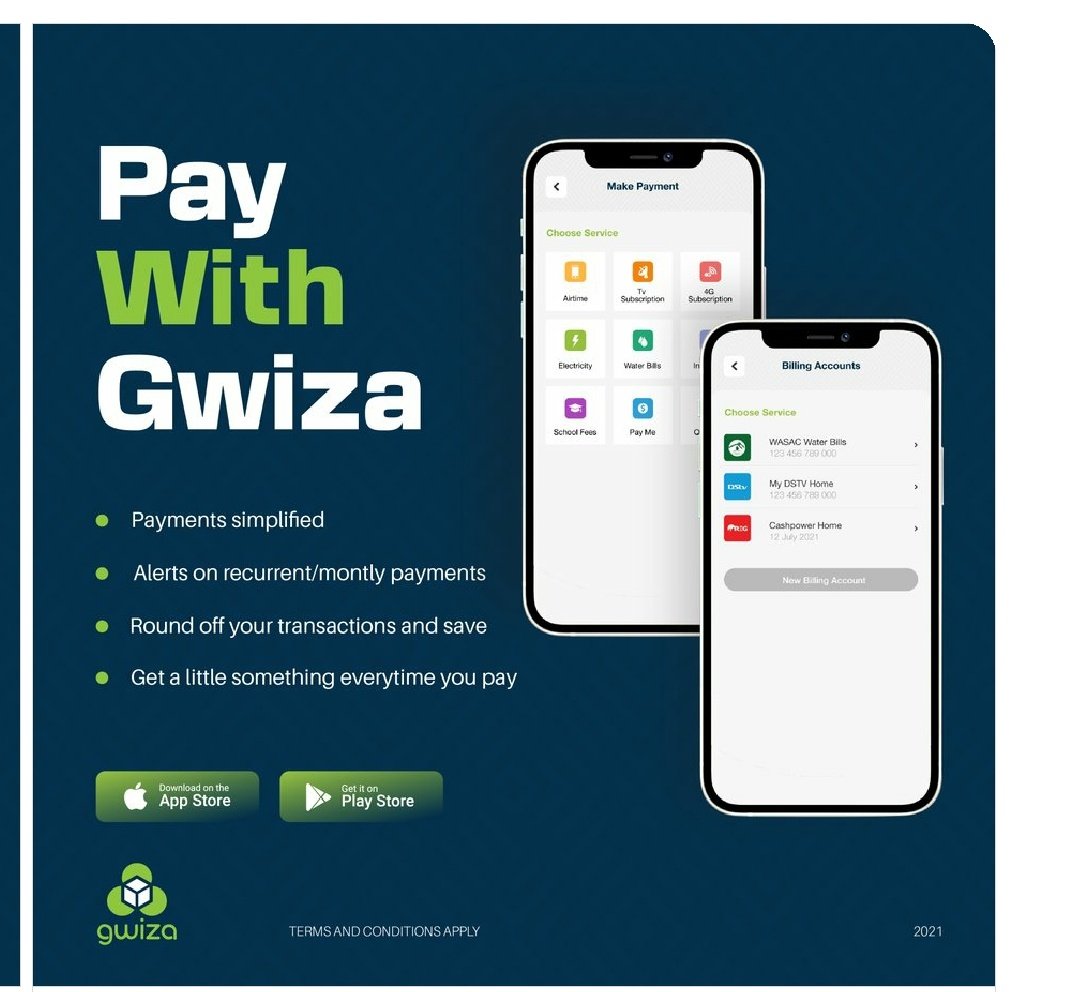 Pay
With
Gwiza
Payments simplified
Alerts on recurrent/montly payments
Round off your transactions and save
Get a little something everytime you pay
Download on the
App Store
Get it on
Play Store
gwiza
TERMS AND CONDITIONS APPLY
2021
Make Payment
Choose Service
Airtime
Tv
Subscription
4G
Subscription
Electricity
Water Bills
School Fees
Pay Me
Billing Accounts
Choose Service
WASAC Water Bills
123 456 789 000
DStv
My DSTV Home
123 456 789 000
REG
Cashpower Home
12 July 2021
New Billing Account